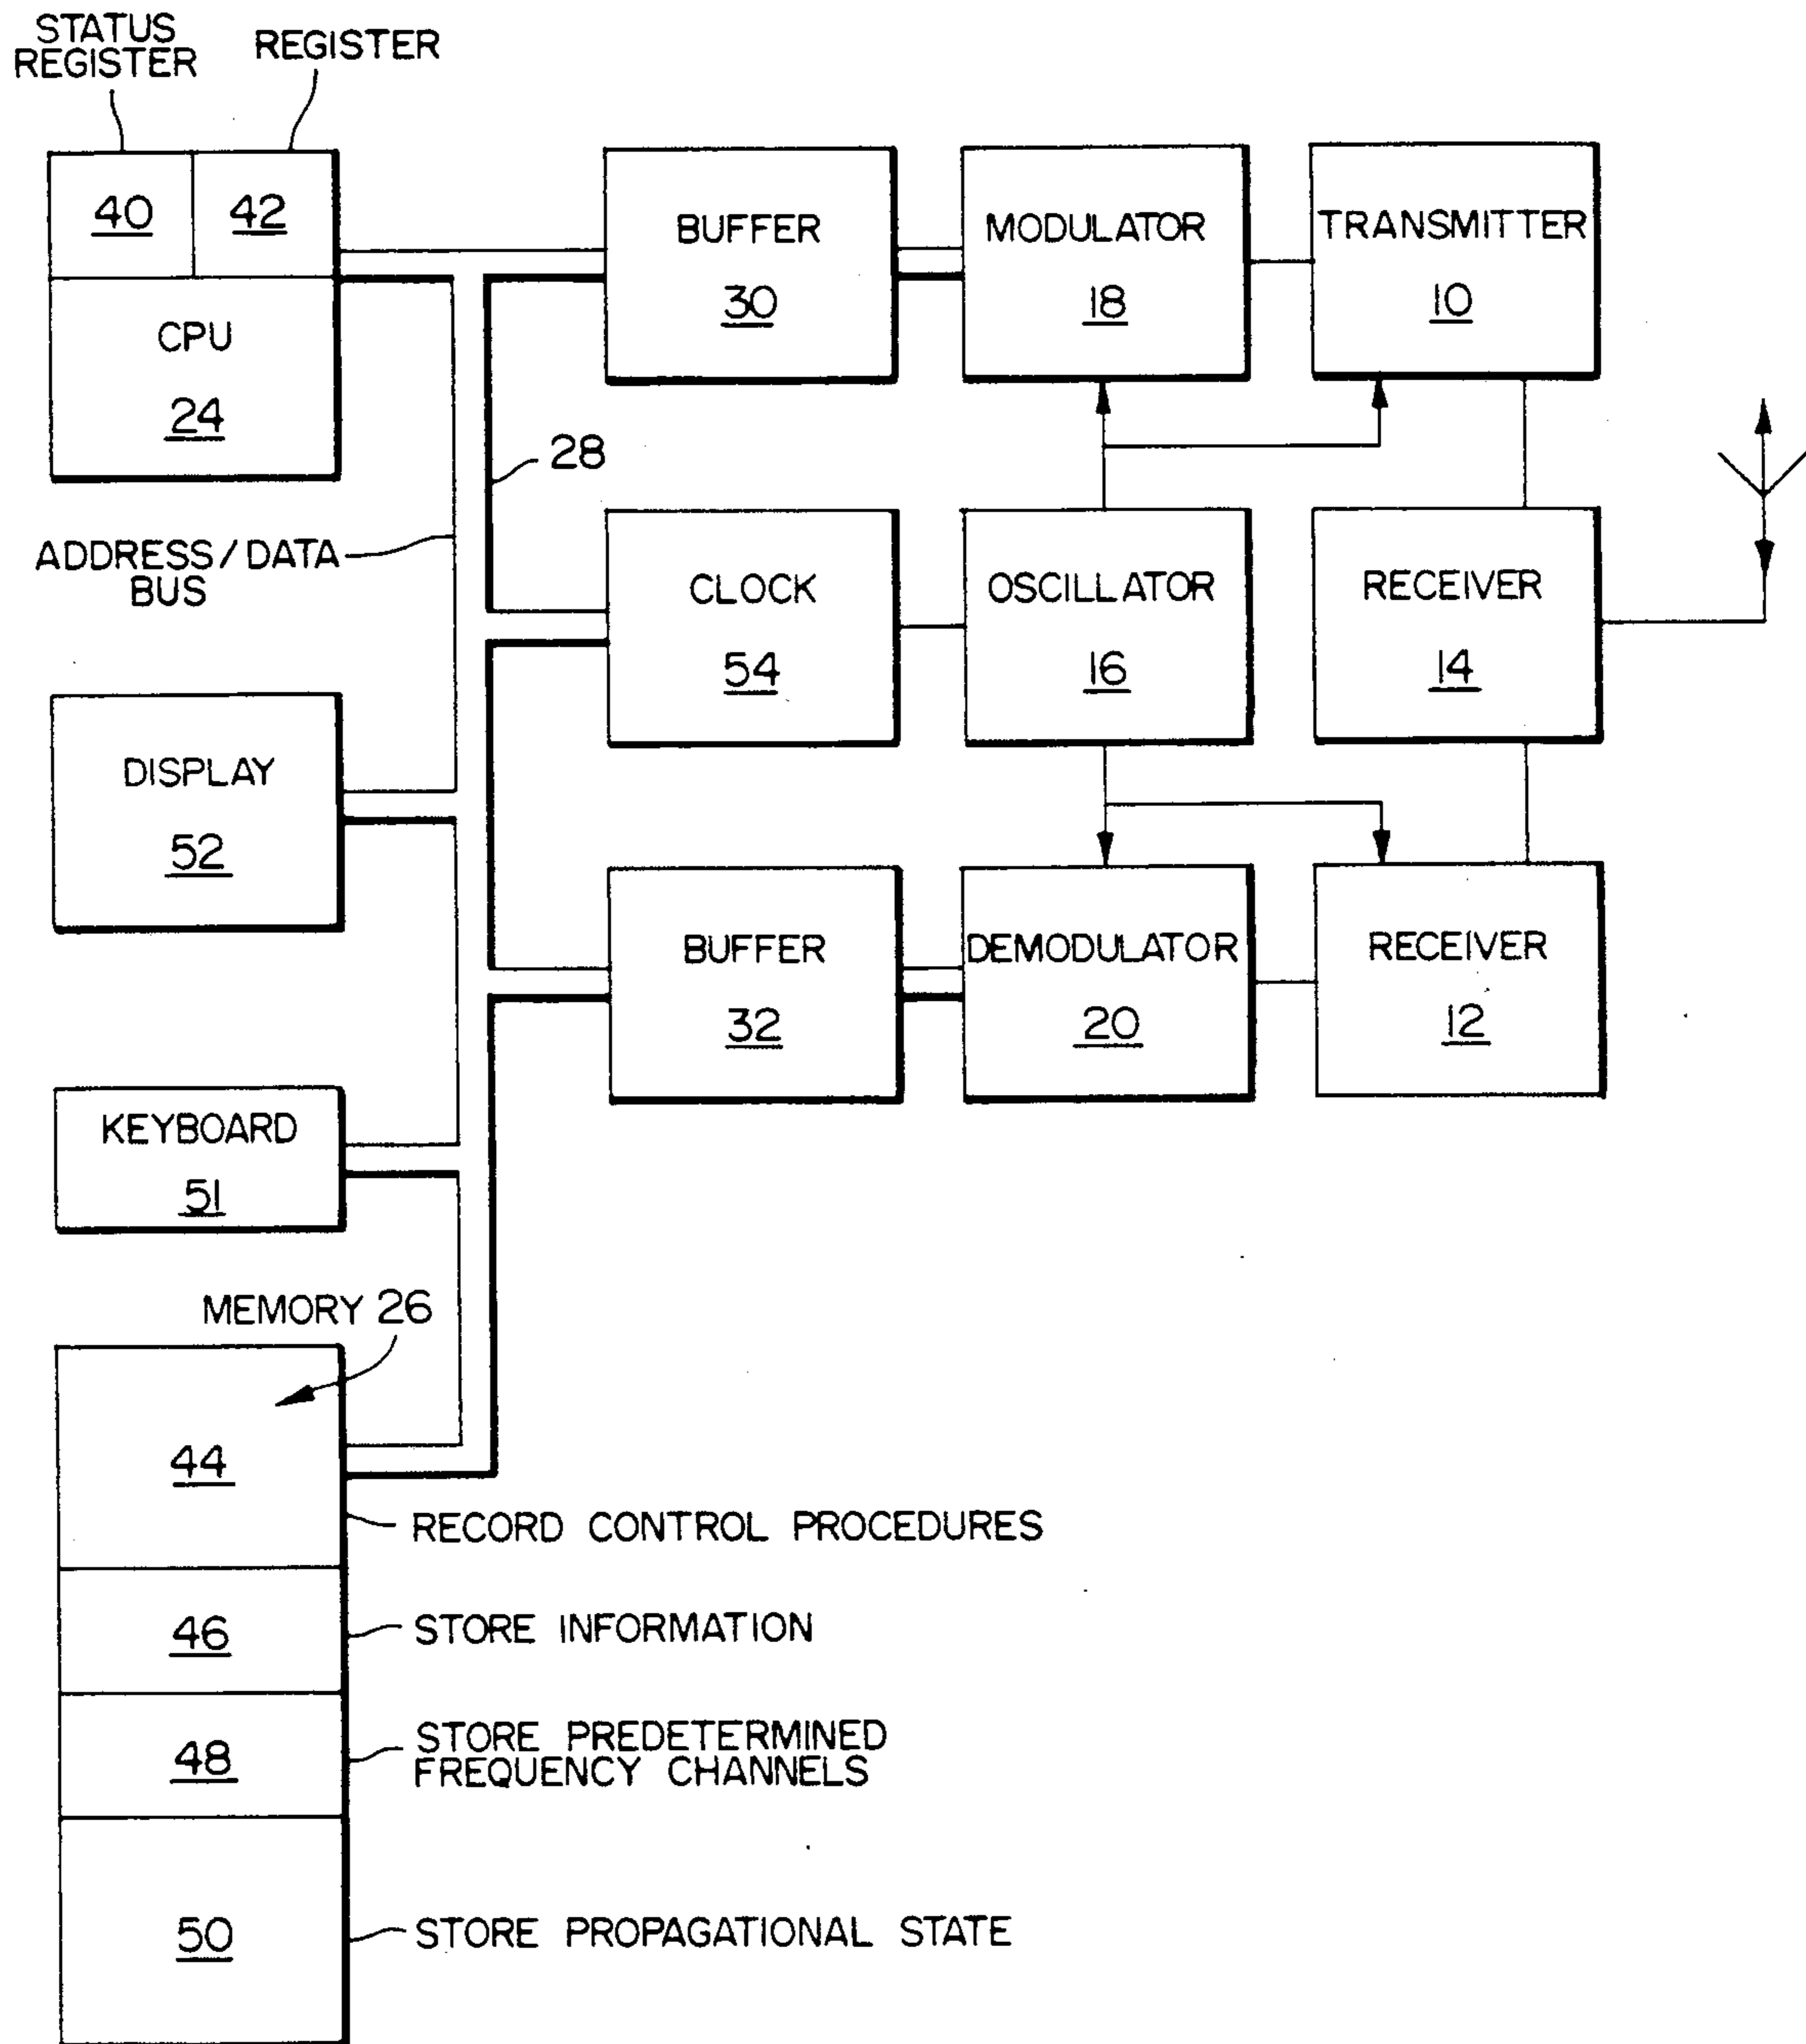 STATUS
REGISTER
REGISTER
40
42
CPU
24
BUFFER
30
MODULATOR
18
TRANSMITTER
10
28
ADDRESS/DATA
BUS
CLOCK
54
OSCILLATOR
16
RECEIVER
14
DISPLAY
52
BUFFER
32
DEMODULATOR
20
RECEIVER
12
KEYBOARD
51
MEMORY 26
44
RECORD CONTROL PROCEDURES
46
STORE INFORMATION
48
STORE PREDETERMINED
FREQUENCY CHANNELS
50
STORE PROPAGATIONAL STATE